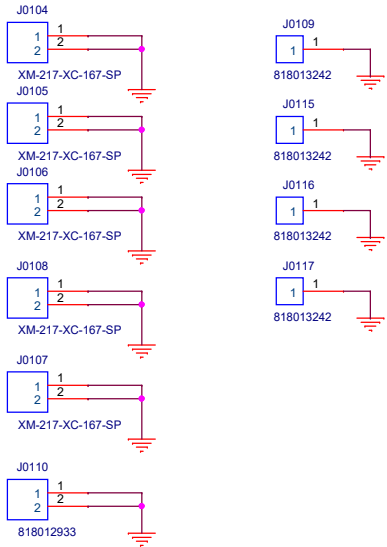 J0104
1 1
2 2
XM-217-XC-167-SP
J0105
1 1
2 2
XM-217-XC-167-SP
J0106
1 1
2 2
XM-217-XC-167-SP
J0108
1 1
2 2
XM-217-XC-167-SP
J0107
1 1
2 2
XM-217-XC-167-SP
J0110
1 1
2 2
818012933
J0109
1 1
818013242
J0115
1 1
818013242
J0116
1 1
818013242
J0117
1 1
818013242